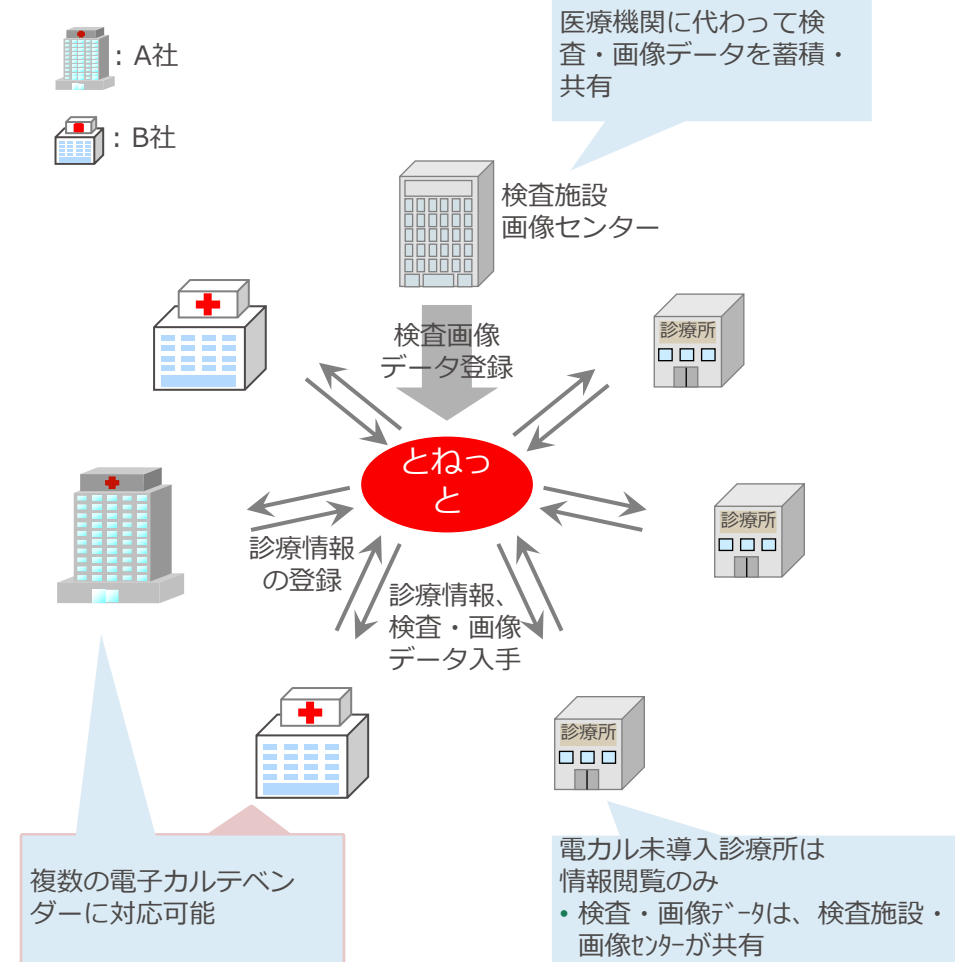 ：A社
：B社
医療機関に代わって検
査・画像データを蓄積・
共有
検査施設
画像センター
検査画像
データ登録
診療所
とねっ
と
診療所
診療情報
の登録
診療情報、
検査・画像
データ入手
診療所
複数の電子カルテベン
ダーに対応可能
電カル未導入診療所は
情報閲覧のみ
• 検査・画像ﾃﾞｰﾀは、検査施設・
画像ｾﾝﾀｰが共有